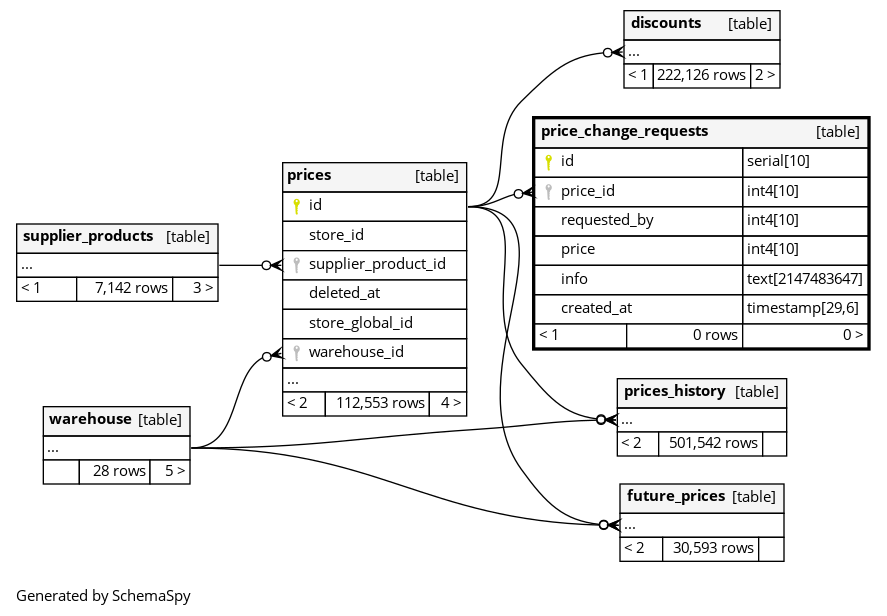 discounts [table]
...
< 1 222,126 rows 2 >
price_change_requests [table]
id serial[10]
price_id int4[10]
requested_by int4[10]
price int4[10]
info text[2147483647]
created_at timestamp[29,6]
< 1 0 rows 0 >
prices [table]
id
store_id
supplier_product_id
deleted_at
store_global_id
warehouse_id
...
< 2 112,553 rows 4 >
supplier_products [table]
...
< 1 7,142 rows 3 >
prices_history [table]
...
< 2 501,542 rows
warehouse [table]
...
28 rows 5 >
future_prices [table]
...
< 2 30,593 rows
Generated by SchemaSpy